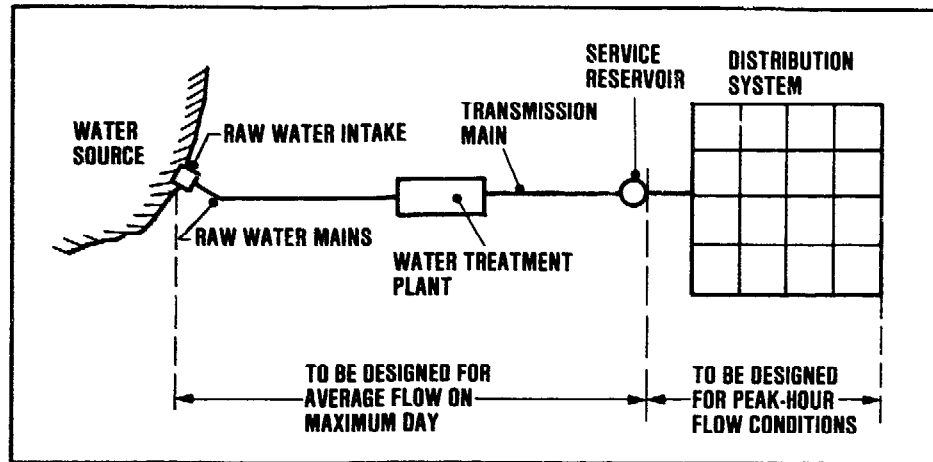 SERVICE
RESERVOIR
DISTRIBUTION
SYSTEM
TRANSMISSION
MAIN
WATER
SOURCE
RAW WATER INTAKE
RAW WATER MAINS
WATER TREATMENT
PLANT
TO BE DESIGNED FOR
AVERAGE FLOW ON
MAXIMUM DAY
TO BE DESIGNED
FOR PEAK-HOUR
FLOW CONDITIONS